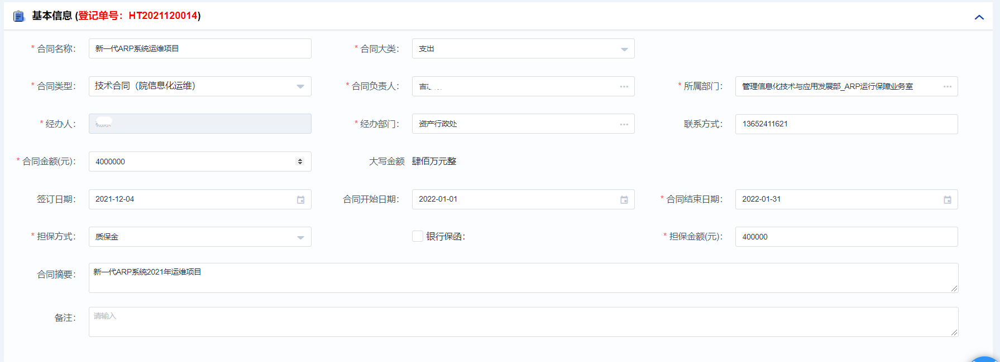 基本信息 (登记单号：HT2021120014)
* 合同名称： 新一代ARP系统运维项目 * 合同大类： 支出
* 合同类型： 技术合同（院信息化运维） * 合同负责人： 吉 * 所属部门： 管理信息化技术与应用发展部_ARP运行保障业务室
* 经办人： * 经办部门： 资产行政处 联系方式： 13652411621
* 合同金额(元)： 4000000 大写金额 肆佰万元整
签订日期： 2021-12-04 合同开始日期： 2022-01-01 * 合同结束日期： 2022-01-31
* 担保方式： 质保金 银行保函： * 担保金额(元)： 400000
合同摘要： 新一代ARP系统2021年运维项目
备注： 请输入